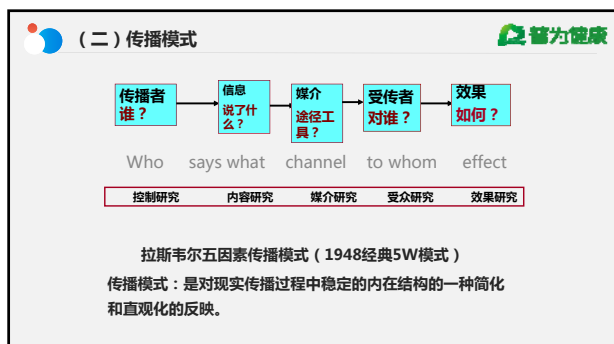 （二）传播模式
普为健康
传播者
谁？
信息
说了什
么？
媒介
途径工
具？
受传者
对谁？
效果
如何？
Who says what channel to whom effect
控制研究 内容研究 媒介研究 受众研究 效果研究
拉斯韦尔五因素传播模式（1948经典5W模式）
传播模式：是对现实传播过程中稳定的内在结构的一种简化
和直观化的反映。